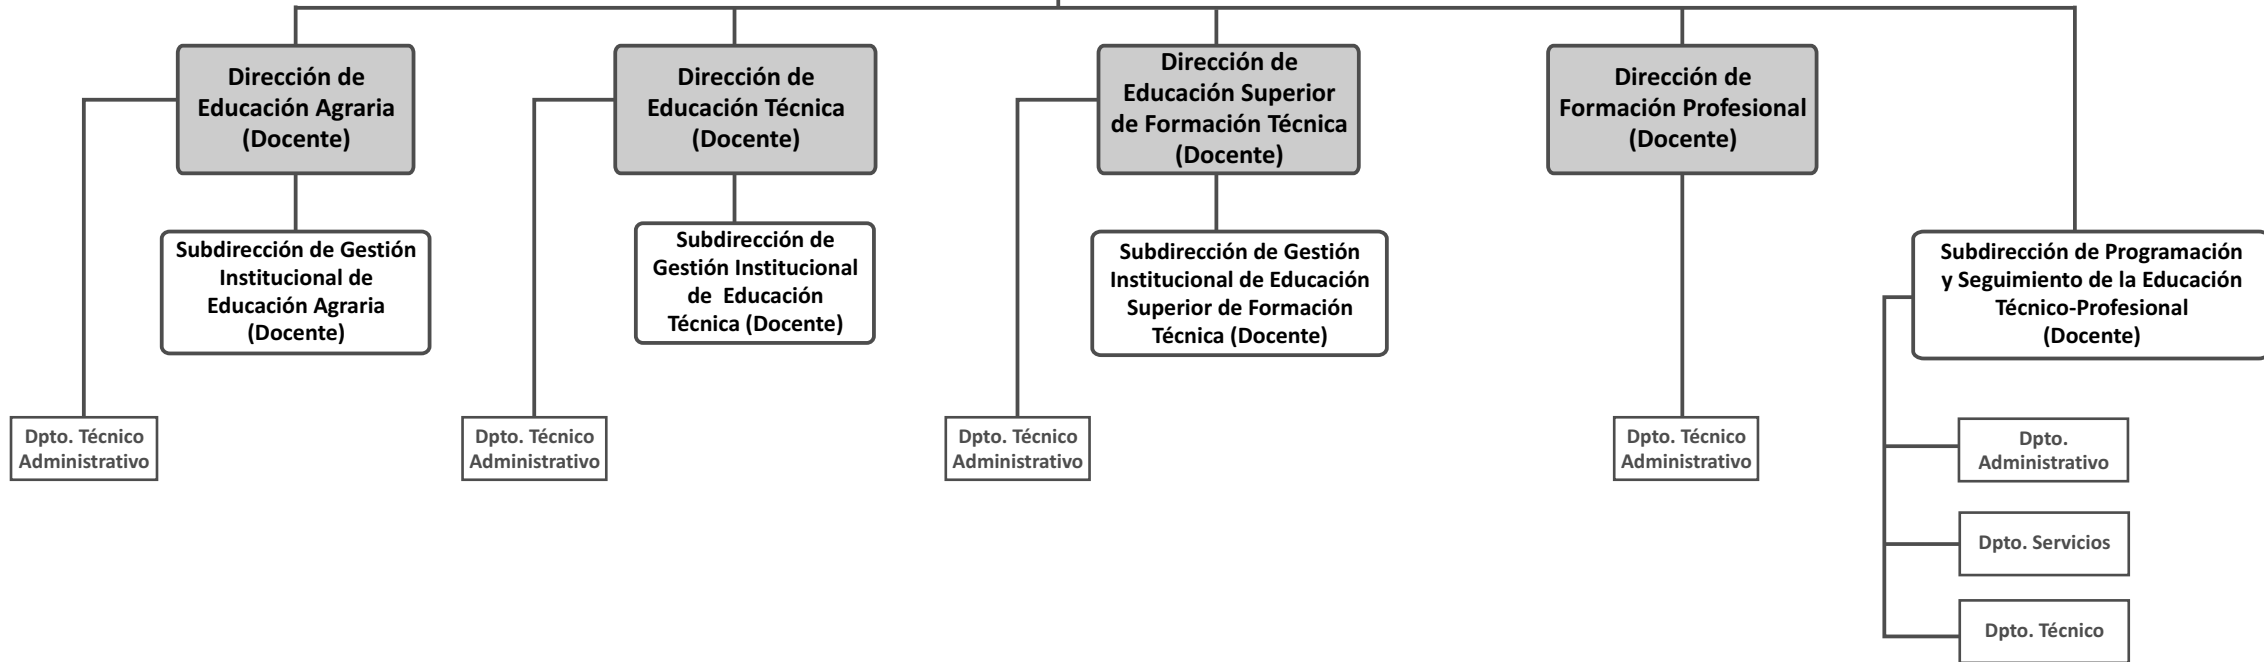 Dirección de
Educación Agraria
(Docente)
Dirección de
Educación Técnica
(Docente)
Dirección de
Educación Superior
de Formación Técnica
(Docente)
Dirección de
Formación Profesional
(Docente)
Subdirección de Gestión
Institucional de
Educación Agraria
(Docente)
Subdirección de
Gestión Institucional
de Educación
Técnica (Docente)
Subdirección de Gestión
Institucional de Educación
Superior de Formación
Técnica (Docente)
Subdirección de Programación
y Seguimiento de la Educación
Técnico-Profesional
(Docente)
Dpto. Técnico
Administrativo
Dpto. Técnico
Administrativo
Dpto. Técnico
Administrativo
Dpto. Técnico
Administrativo
Dpto.
Administrativo
Dpto. Servicios
Dpto. Técnico